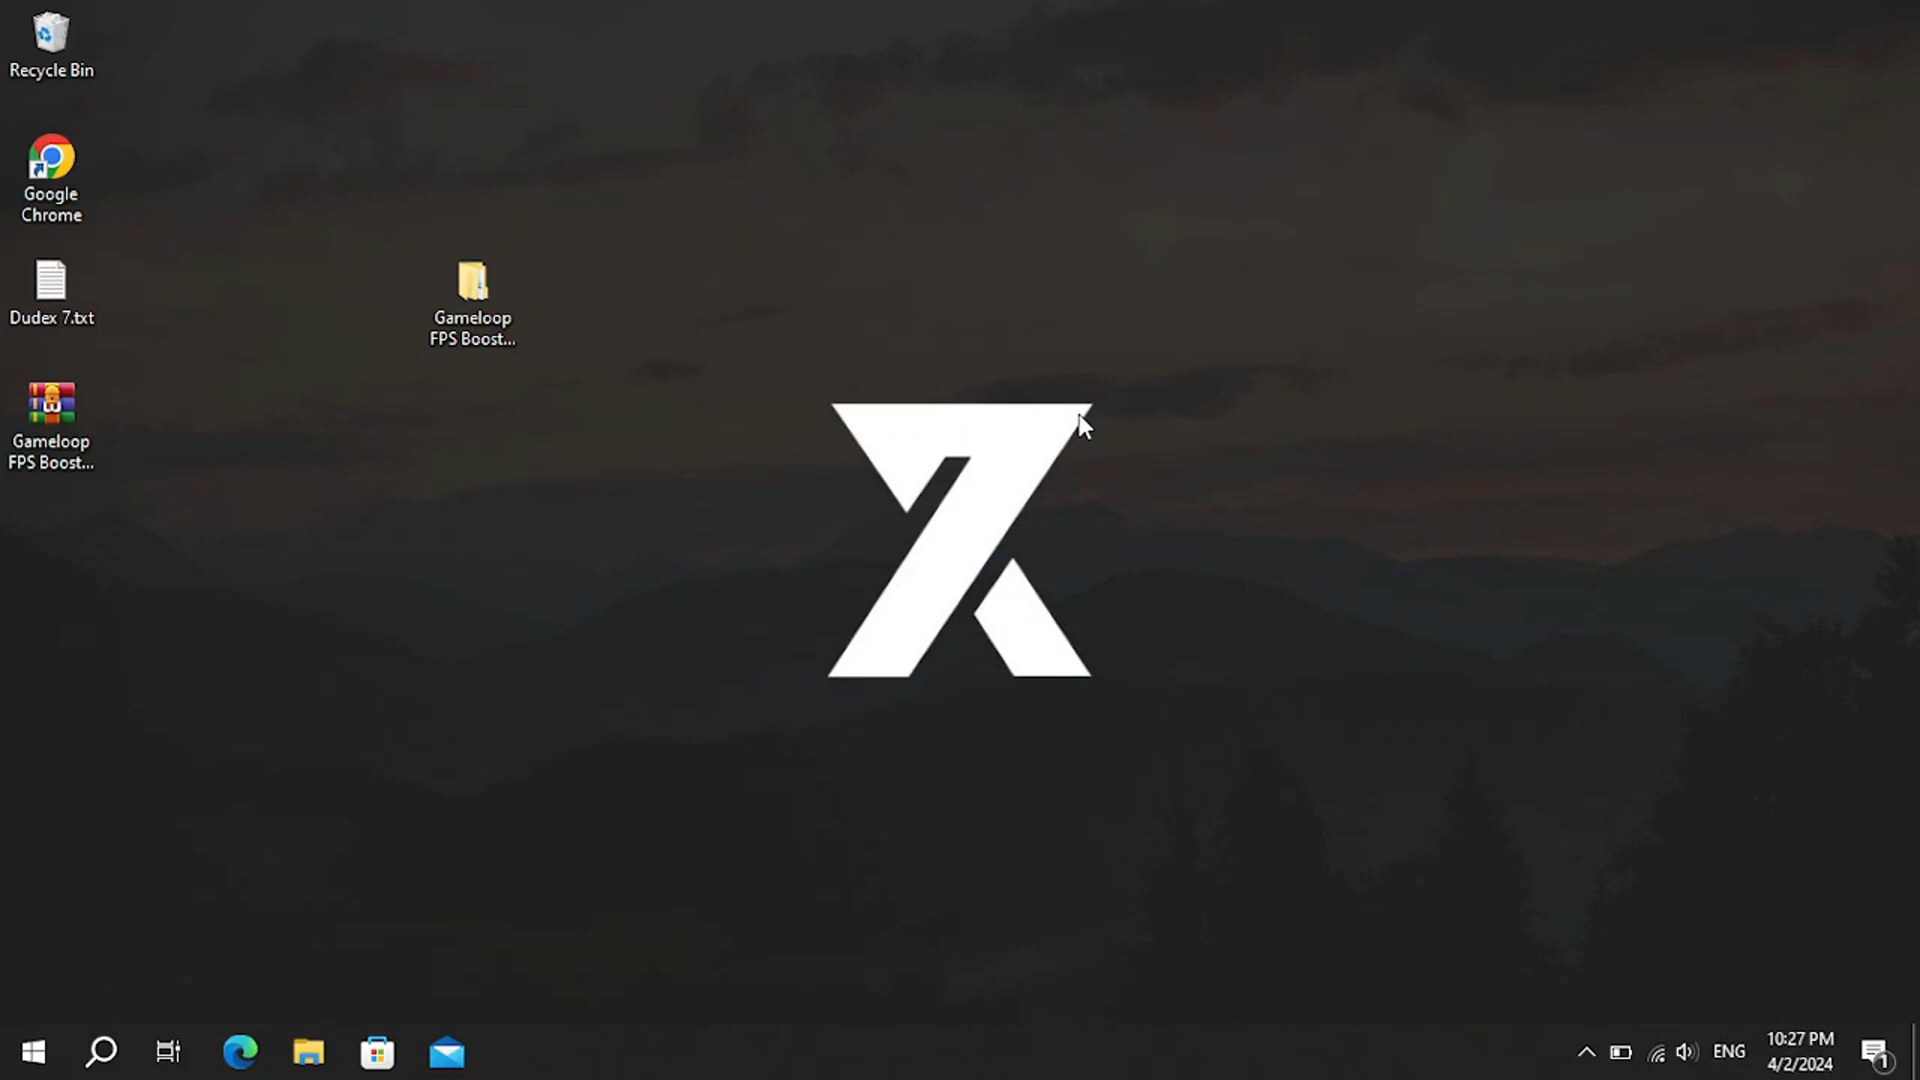 Recycle Bin
Google
Chrome
Dudex 7.txt
Gameloop
FPS Boost...
Gameloop
FPS Boost...
ENG
10:27 PM
4/2/2024
1